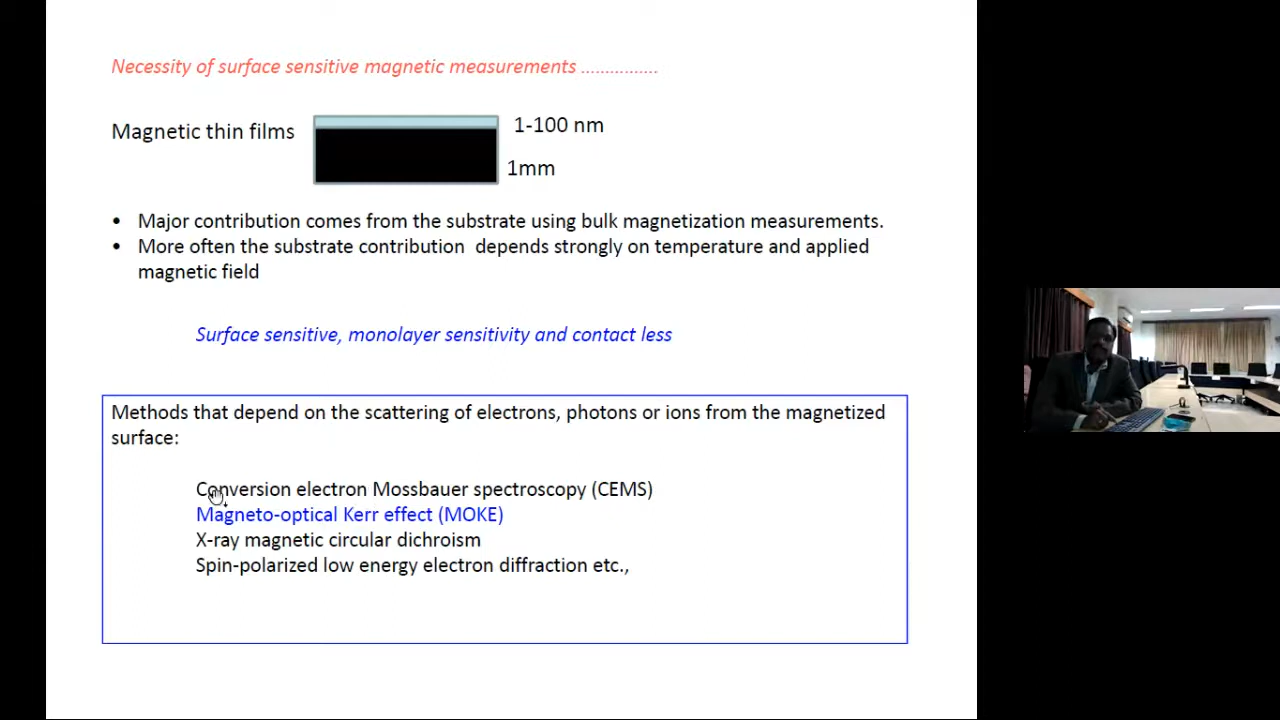 Necessity of surface sensitive magnetic measurements ...............
Magnetic thin films
1-100 nm
1mm
• Major contribution comes from the substrate using bulk magnetization measurements.
• More often the substrate contribution  depends strongly on temperature and applied
magnetic field
Surface sensitive, monolayer sensitivity and contact less
Methods that depend on the scattering of electrons, photons or ions from the magnetized
surface:
Conversion electron Mossbauer spectroscopy (CEMS)
Magneto-optical Kerr effect (MOKE)
X-ray magnetic circular dichroism
Spin-polarized low energy electron diffraction etc.,